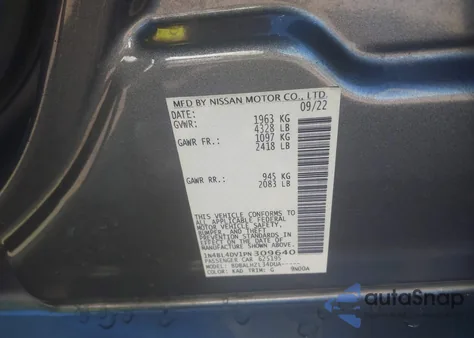 MFD BY NISSAN MOTOR CO., LTD.
DATE: 09/22
GVWR: 1963 KG
4328 LB
GAWR FR.: 1097 KG
2418 LB
GAWR RR.: 945 KG
2083 LB
THIS VEHICLE CONFORMS TO
ALL APPLICABLE FEDERAL
MOTOR VEHICLE SAFETY,
BUMPER, AND THEFT
PREVENTION STANDARDS IN
EFFECT ON THE DATE OF
MANUFACTURE SHOWN ABOVE.
1N4BL4DV1PN309640
PASSENGER CAR
COLOR: KAD TRIM: G
autoSnap